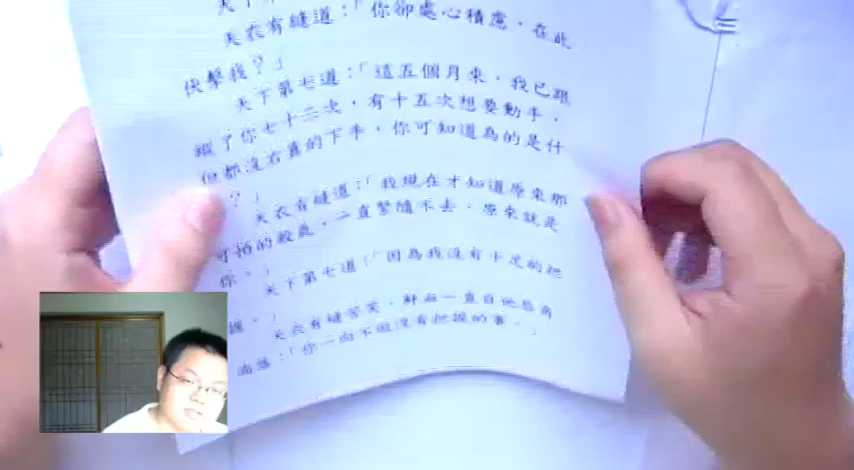 天衣有縫道：「你卻處心積慮，在此
伏擊我？」
天下第七道：「這五個月來，我已跟
蹤了你七十二次，有十五次想要動手，
但都沒有真的下手，你可知道為的是什
？」
天衣有縫道：「我現在才知道原來那
可怕的殺氣，一直緊隨不去，原來就是
你。」
天下第七道：「因為我沒有十足的把
握。」
天衣有縫苦笑，鮮血一直自他唇角
淌落：「你一向不做沒有把握的事。」